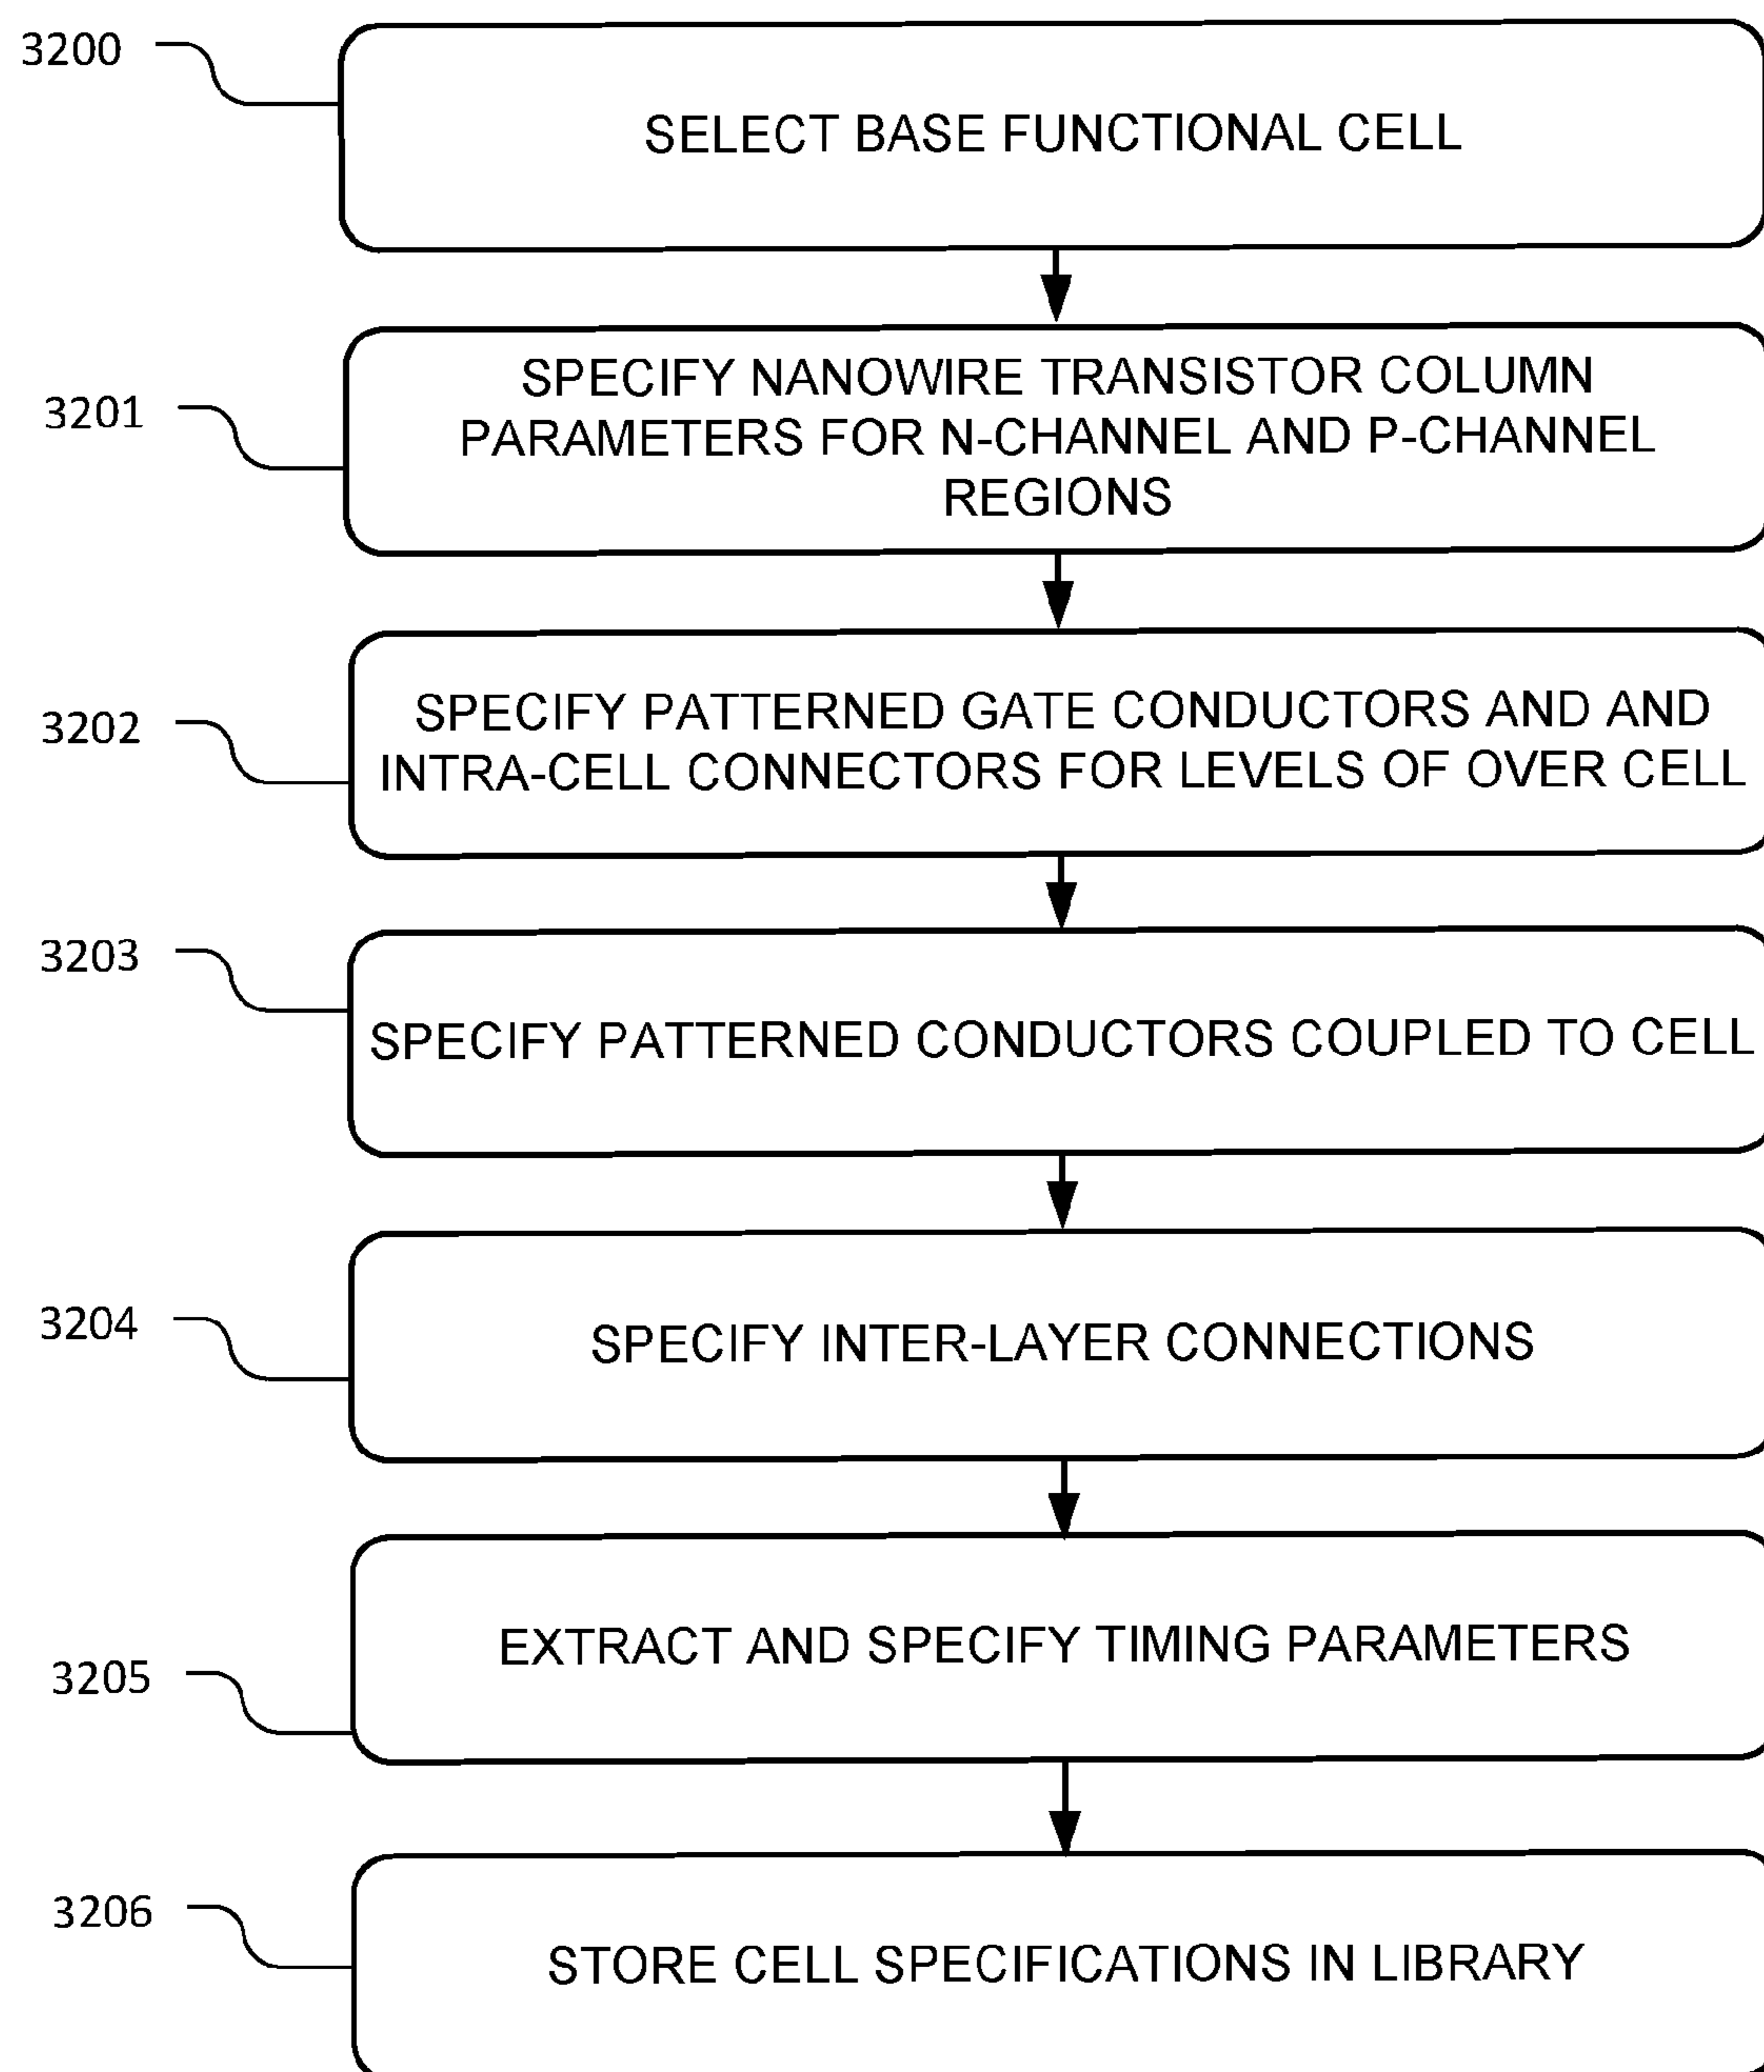 3200
SELECT BASE FUNCTIONAL CELL
3201
SPECIFY NANOWIRE TRANSISTOR COLUMN
PARAMETERS FOR N-CHANNEL AND P-CHANNEL
REGIONS
3202
SPECIFY PATTERNED GATE CONDUCTORS AND AND
INTRA-CELL CONNECTORS FOR LEVELS OF OVER CELL
3203
SPECIFY PATTERNED CONDUCTORS COUPLED TO CELL
3204
SPECIFY INTER-LAYER CONNECTIONS
3205
EXTRACT AND SPECIFY TIMING PARAMETERS
3206
STORE CELL SPECIFICATIONS IN LIBRARY